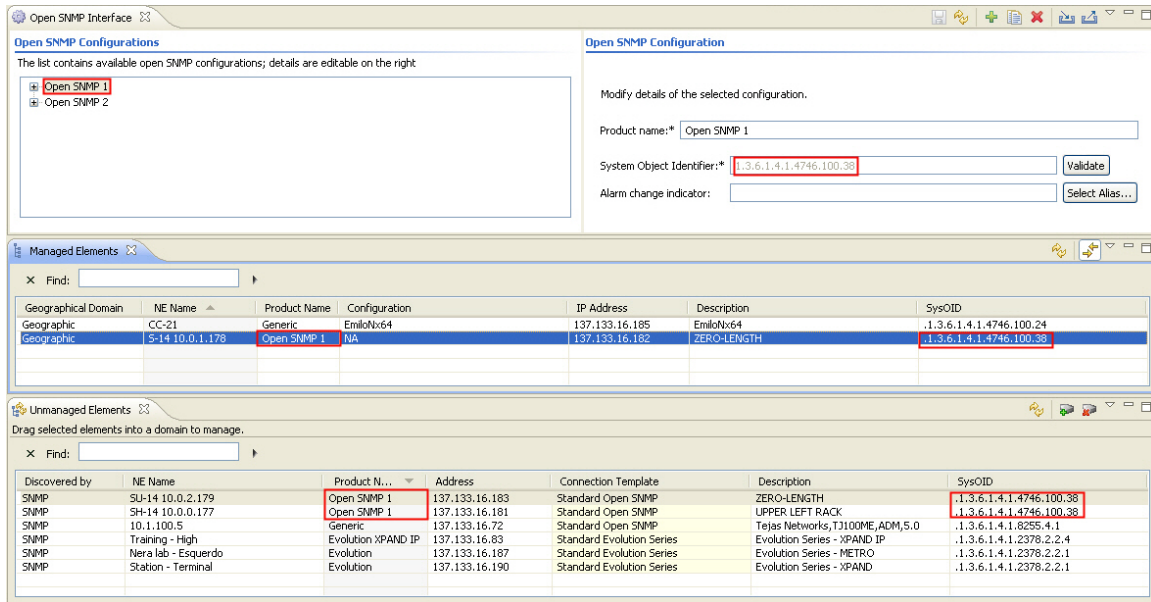 Open SNMP Interface
Open SNMP Configurations
The list contains available open SNMP configurations; details are editable on the right
Open SNMP 1
Open SNMP 2
Open SNMP Configuration
Modify details of the selected configuration.
Product name:* Open SNMP 1
System Object Identifier:* .1.3.6.1.4.1.4746.100.38 Validate
Alarm change indicator: Select Alias...
Managed Elements
Find:
Geographical Domain NE Name Product Name Configuration IP Address Description SysOID
Geographic CC-21 Generic EmiloNx64 137.133.16.185 EmiloNx64 .1.3.6.1.4.1.4746.100.24
Geographic S-14 10.0.1.178 Open SNMP 1 NA 137.133.16.182 ZERO-LENGTH .1.3.6.1.4.1.4746.100.38
Unmanaged Elements
Drag selected elements into a domain to manage.
Find:
Discovered by NE Name Product N... Address Connection Template Description SysOID
SNMP SU-14 10.0.2.179 Open SNMP 1 137.133.16.183 Standard Open SNMP ZERO-LENGTH .1.3.6.1.4.1.4746.100.38
SNMP SH-14 10.0.0.177 Open SNMP 1 137.133.16.181 Standard Open SNMP UPPER LEFT RACK .1.3.6.1.4.1.4746.100.38
SNMP 10.1.100.5 Generic 137.133.16.72 Standard Open SNMP Tejas Networks,TJ100ME,ADM,5.0 .1.3.6.1.4.1.8255.4.1
SNMP Training - High Evolution XPAND IP 137.133.16.83 Standard Evolution Series Evolution Series - XPAND IP .1.3.6.1.4.1.2378.2.2.4
SNMP Nera lab - Esquerdo Evolution 137.133.16.187 Standard Evolution Series Evolution Series - METRO .1.3.6.1.4.1.2378.2.2.1
SNMP Station - Terminal Evolution 137.133.16.190 Standard Evolution Series Evolution Series - XPAND .1.3.6.1.4.1.2378.2.2.1